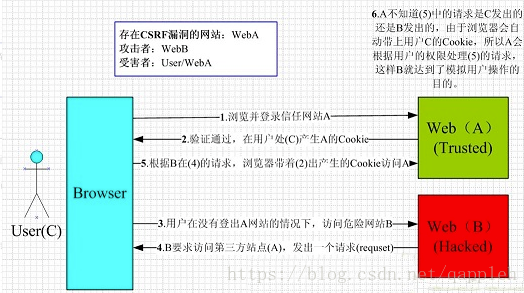 存在CSRF漏洞的网站：WebA
攻击者：WebB
受害者：User/WebA
6.A不知道(5)中的请求是C发出的
还是B发出的，由于浏览器会自
动带上用户C的Cookie，所以A会
根据用户的权限处理(5)的请求，
这样B就达到了模拟用户操作的
目的。
1.浏览并登录信任网站A
2.验证通过，在用户处(C)产生A的Cookie
5.根据B在(4)的请求，浏览器带着(2)出产生的Cookie访问A
Web（A）
(Trusted)
Browser
User(C)
3.用户在没有登出A网站的情况下，访问危险网站B
4.B要求访问第三方站点(A)，发出一个请求(requset)
Web（B）
(Hacked)
https://blog.csdn.net/qapplen